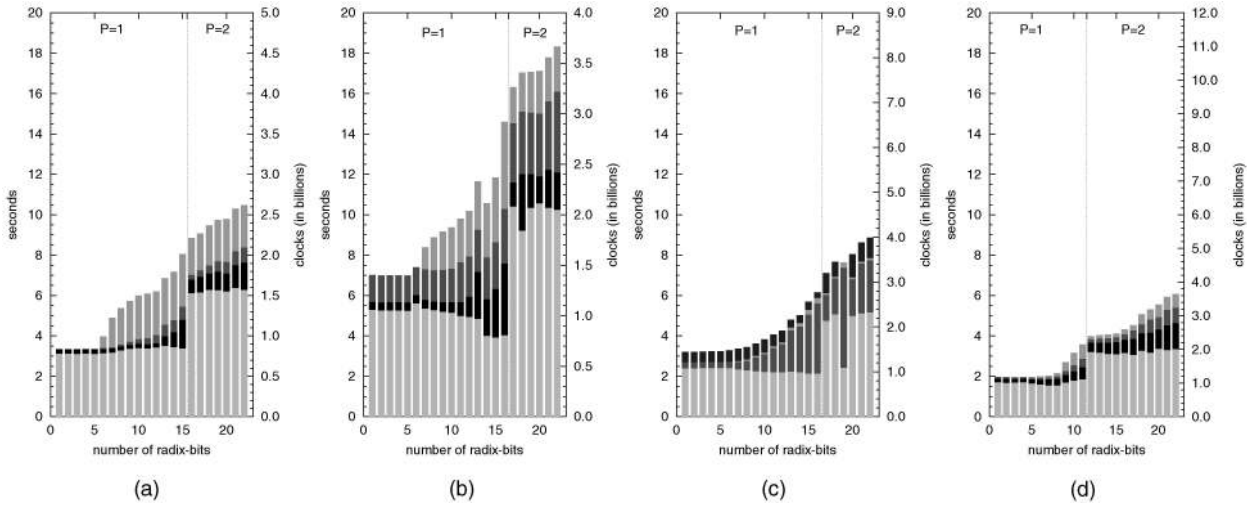 20 18 16 14 12 10 8 6 4 2 0
seconds
P=1 P=2
5.0 4.5 4.0 3.5 3.0 2.5 2.0 1.5 1.0 0.5 0.0
clocks (in billions)
0 5 10 15 20
number of radix-bits
(a)
20 18 16 14 12 10 8 6 4 2 0
seconds
P=1 P=2
4.0 3.5 3.0 2.5 2.0 1.5 1.0 0.5 0.0
clocks (in billions)
0 5 10 15 20
number of radix-bits
(b)
20 18 16 14 12 10 8 6 4 2 0
seconds
P=1 P=2
9.0 8.0 7.0 6.0 5.0 4.0 3.0 2.0 1.0 0.0
clocks (in billions)
0 5 10 15 20
number of radix-bits
(c)
20 18 16 14 12 10 8 6 4 2 0
seconds
P=1 P=2
12.0 11.0 10.0 9.0 8.0 7.0 6.0 5.0 4.0 3.0 2.0 1.0 0.0
clocks (in billions)
0 5 10 15 20
number of radix-bits
(d)